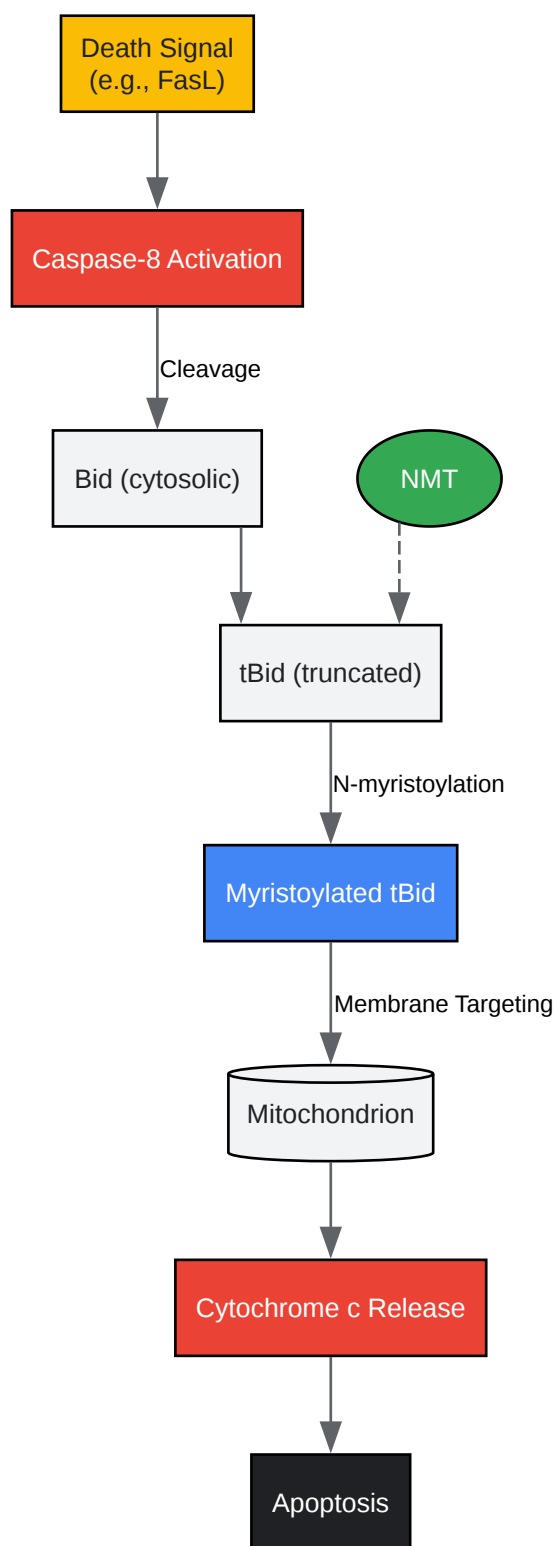 Death Signal
(e.g., FasL)
Caspase-8 Activation
Cleavage
Bid (cytosolic)
NMT
tBid (truncated)
N-myristoylation
Myristoylated tBid
Membrane Targeting
Mitochondrion
Cytochrome c Release
Apoptosis